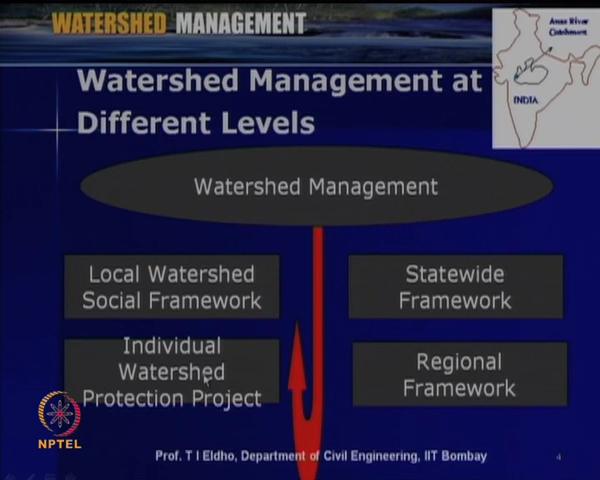 WATERSHED MANAGEMENT
Anas River
Catchment
INDIA
Watershed Management at
Different Levels
Watershed Management
Local Watershed
Social Framework
Statewide
Framework
Individual
Watershed
Protection Project
Regional
Framework
NPTEL
Prof. T I Eldho, Department of Civil Engineering, IIT Bombay
4